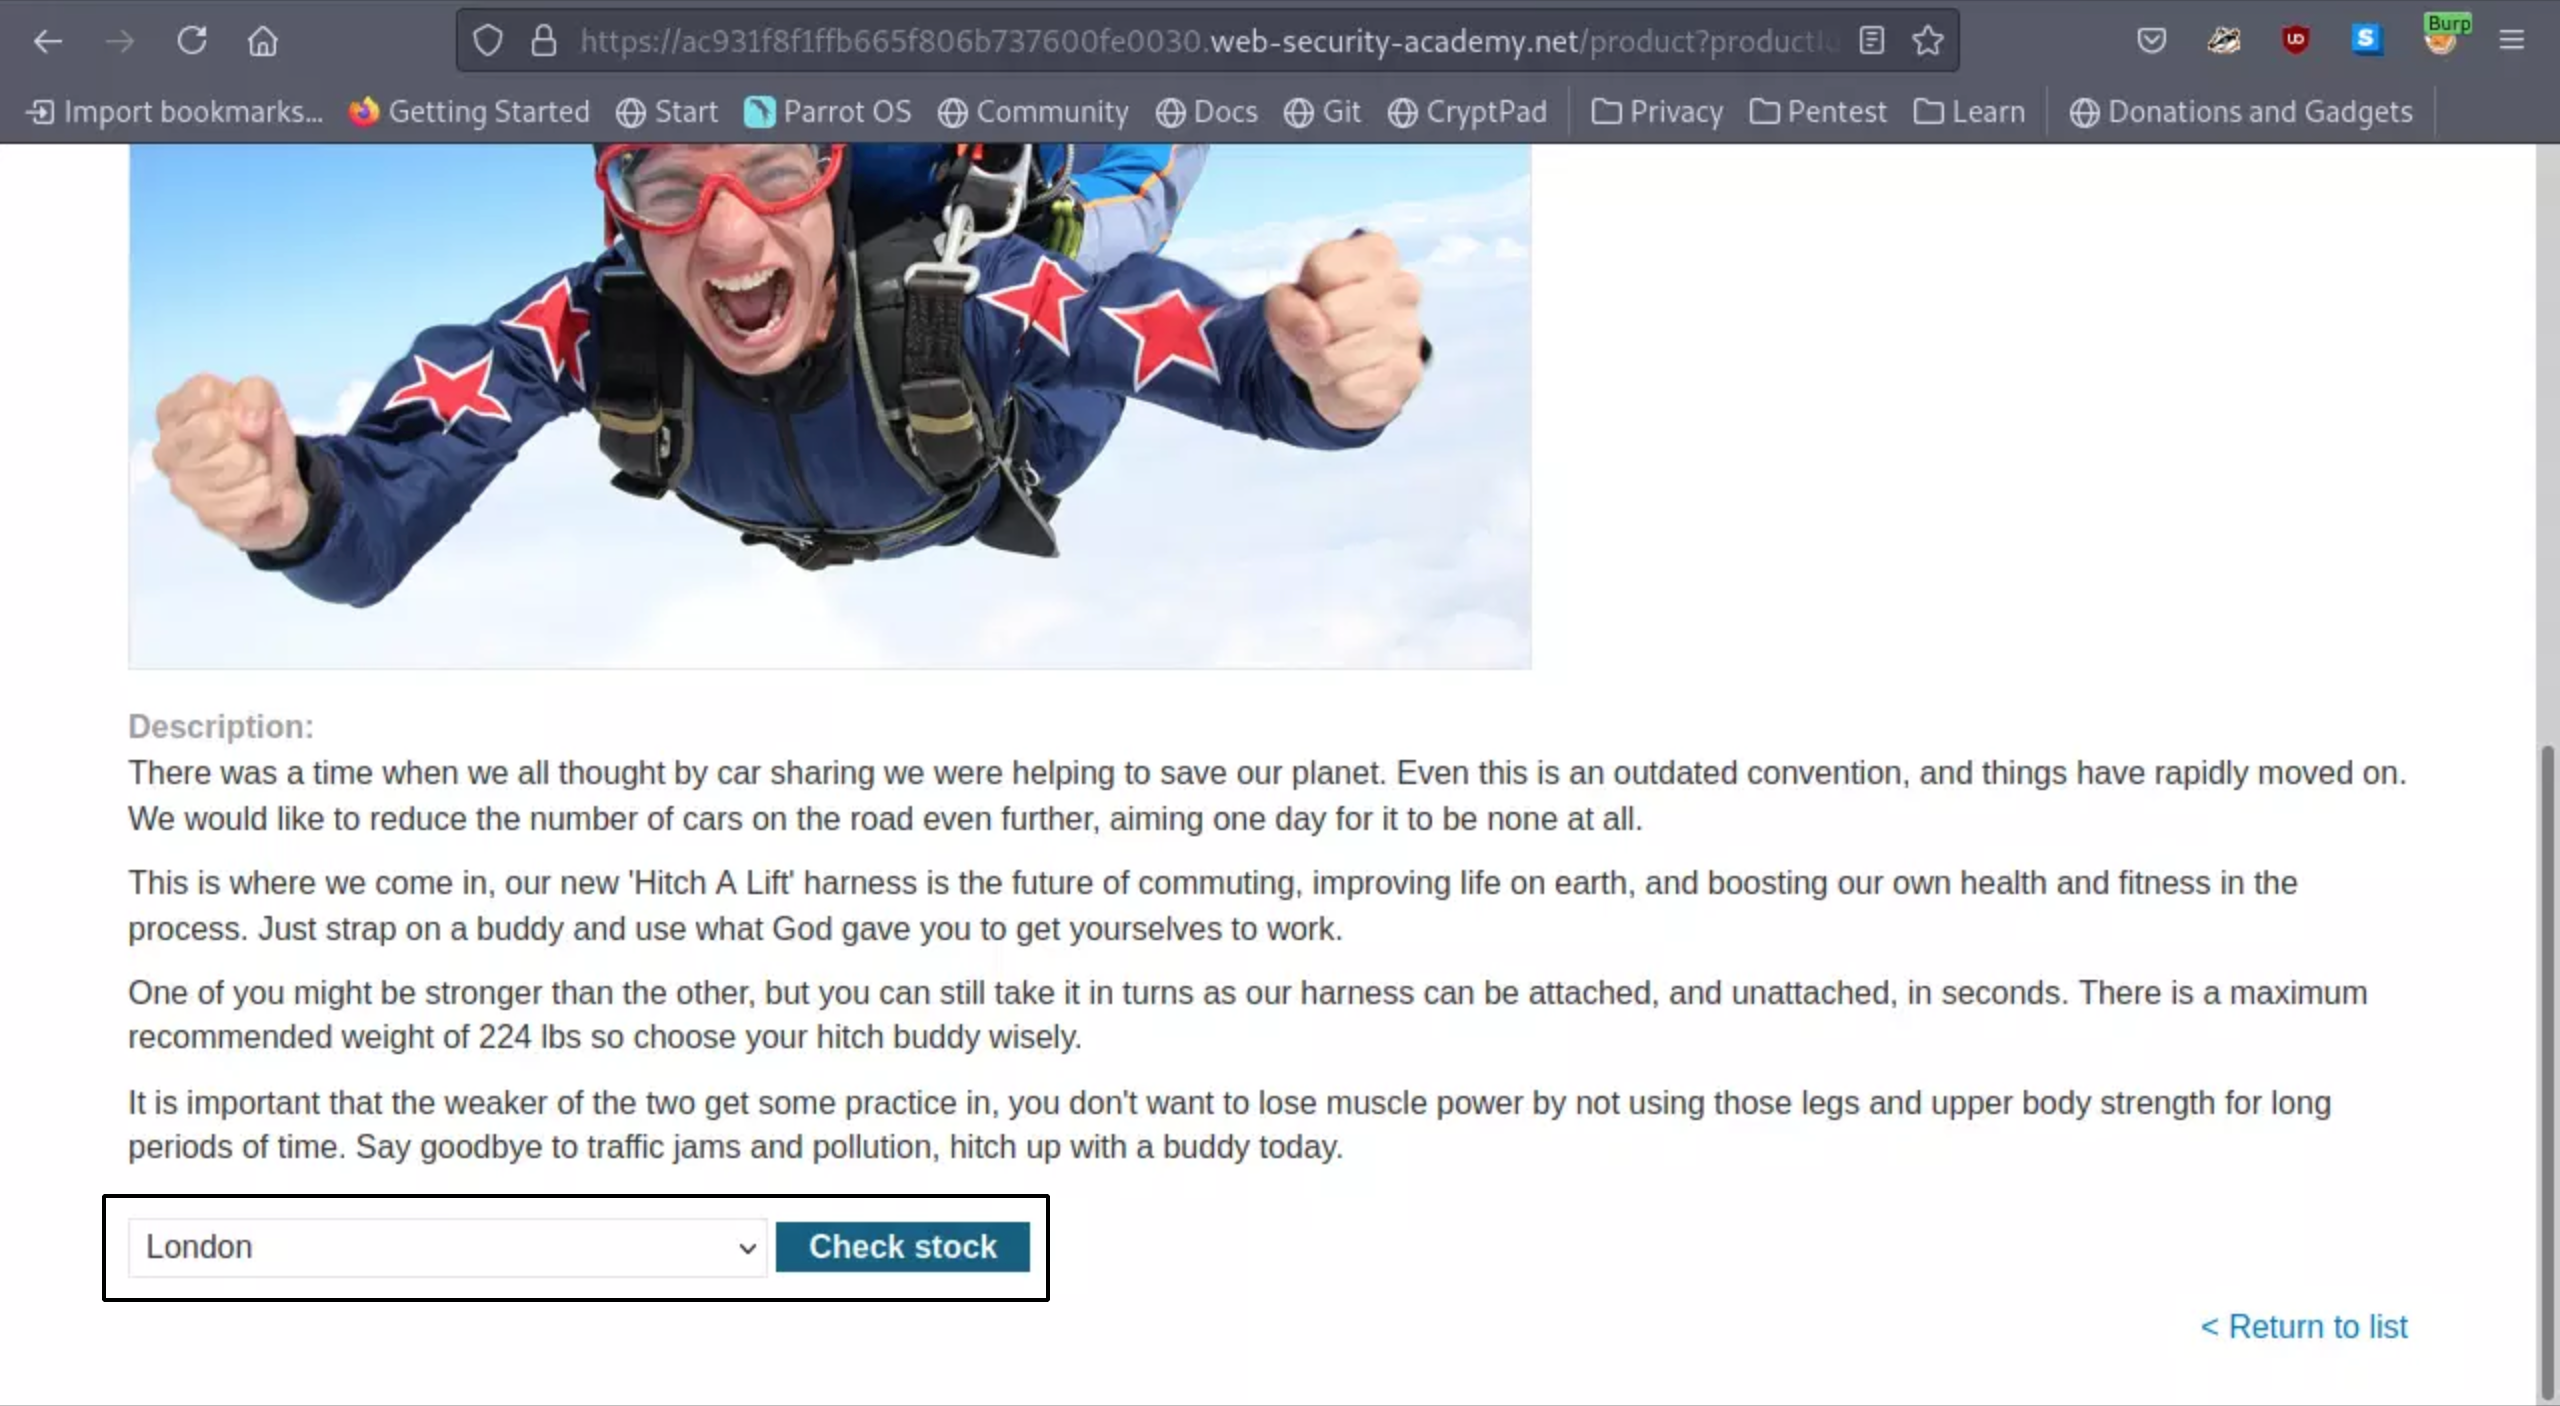 https://ac931f8f1ffb665f806b737600fe0030.web-security-academy.net/product?productId
Burp
Import bookmarks... Getting Started Start Parrot OS Community Docs Git CryptPad Privacy Pentest Learn Donations and Gadgets
Description:
There was a time when we all thought by car sharing we were helping to save our planet. Even this is an outdated convention, and things have rapidly moved on.
We would like to reduce the number of cars on the road even further, aiming one day for it to be none at all.
This is where we come in, our new 'Hitch A Lift' harness is the future of commuting, improving life on earth, and boosting our own health and fitness in the
process. Just strap on a buddy and use what God gave you to get yourselves to work.
One of you might be stronger than the other, but you can still take it in turns as our harness can be attached, and unattached, in seconds. There is a maximum
recommended weight of 224 lbs so choose your hitch buddy wisely.
It is important that the weaker of the two get some practice in, you don't want to lose muscle power by not using those legs and upper body strength for long
periods of time. Say goodbye to traffic jams and pollution, hitch up with a buddy today.
London Check stock
< Return to list